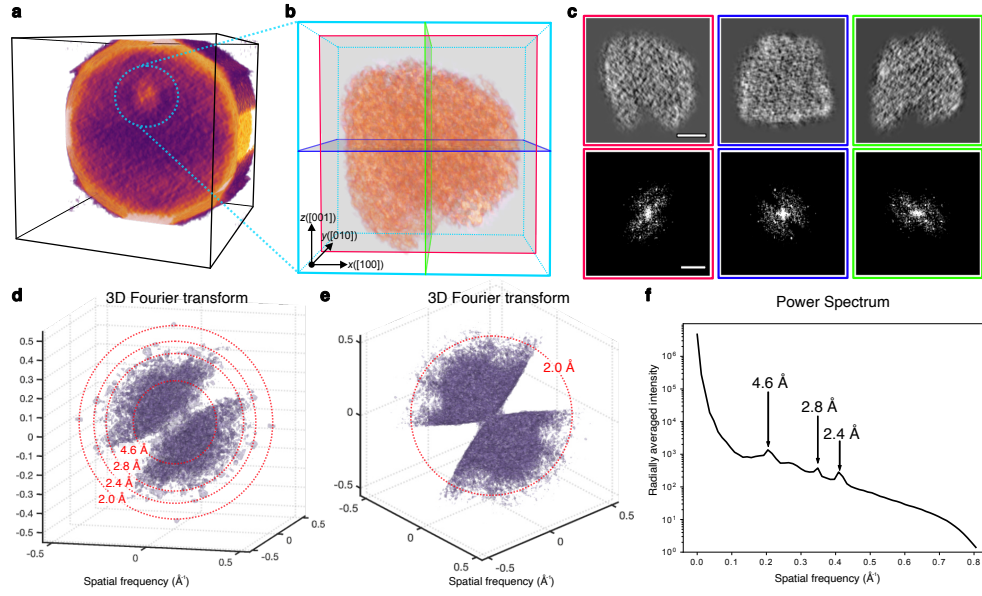 a
b
c
z([001])
y([010])
x([100])
d
3D Fourier transform
0.5
0.4
0.3
0.2
0.1
0
-0.1
-0.2
-0.3
-0.4
-0.5
4.6 Å
2.8 Å
2.4 Å
2.0 Å
-0.5
0
0.5
-0.5
0
0.5
Spatial frequency (Å⁻¹)
e
3D Fourier transform
0.5
0
-0.5
2.0 Å
-0.5
0
0.5
-0.5
0
0.5
Spatial frequency (Å⁻¹)
f
Power Spectrum
Radially averaged intensity
10⁶
10⁵
10⁴
10³
10²
10¹
10⁰
4.6 Å
2.8 Å
2.4 Å
0.0 0.1 0.2 0.3 0.4 0.5 0.6 0.7 0.8
Spatial frequency (Å⁻¹)